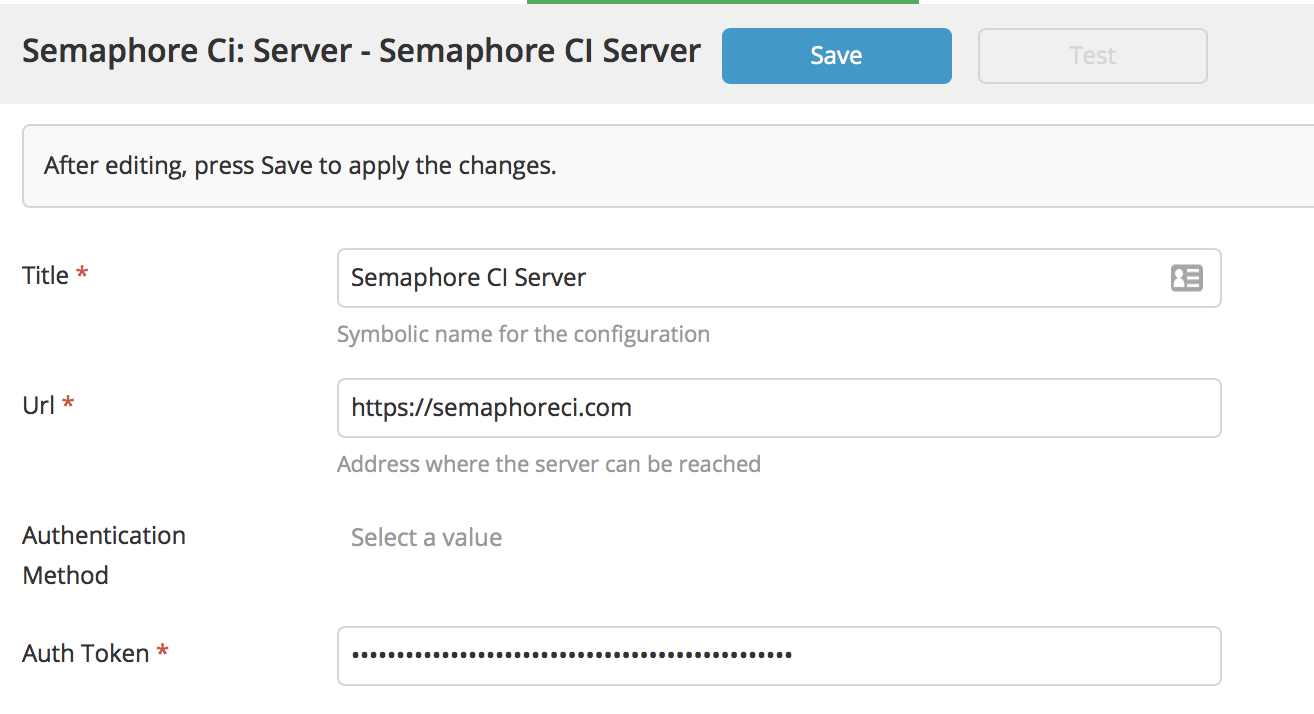 Semaphore Ci: Server - Semaphore CI Server
Save
Test
After editing, press Save to apply the changes.
Title *
Semaphore CI Server
Symbolic name for the configuration
Url *
https://semaphoreci.com
Address where the server can be reached
Authentication
Method
Select a value
Auth Token *